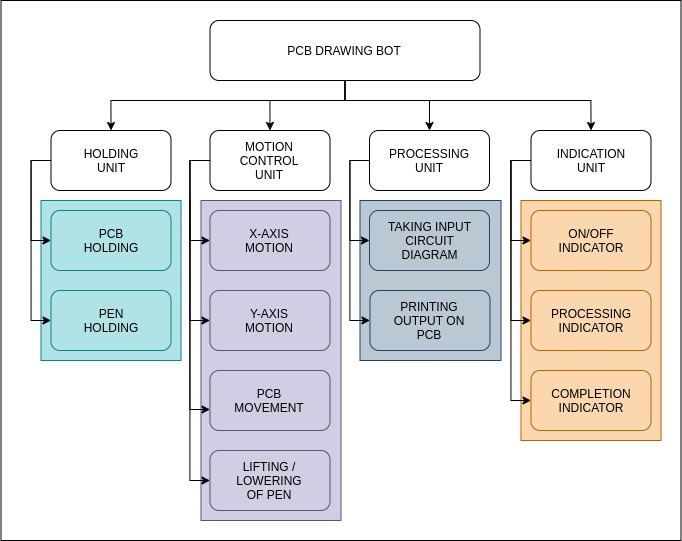 PCB DRAWING BOT
HOLDING
UNIT
MOTION
CONTROL
UNIT
PROCESSING
UNIT
INDICATION
UNIT
PCB
HOLDING
PEN
HOLDING
X-AXIS
MOTION
Y-AXIS
MOTION
PCB
MOVEMENT
LIFTING /
LOWERING
OF PEN
TAKING INPUT
CIRCUIT
DIAGRAM
PRINTING
OUTPUT ON
PCB
ON/OFF
INDICATOR
PROCESSING
INDICATOR
COMPLETION
INDICATOR